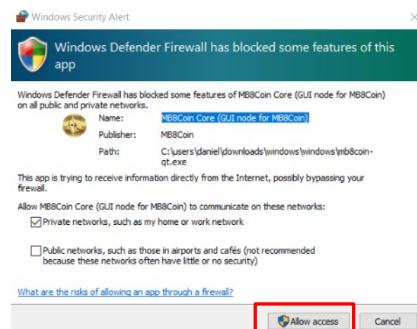 Windows Security Alert
Windows Defender Firewall has blocked some features of this
app
Windows Defender Firewall has blocked some features of MB8Coin Core (GUI node for MB8Coin)
on all public and private networks.
Name: MB8Coin Core (GUI node for MB8Coin)
Publisher: MB8Coin
Path: C:\users\daniel\downloads\windows\windows\mb8coin-
qt.exe
This app is trying to receive information directly from the Internet, possibly bypassing your
firewall.
Allow MB8Coin Core (GUI node for MB8Coin) to communicate on these networks:
Private networks, such as my home or work network
Public networks, such as those in airports and cafés (not recommended
because these networks often have little or no security)
What are the risks of allowing an app through a firewall?
Allow access Cancel